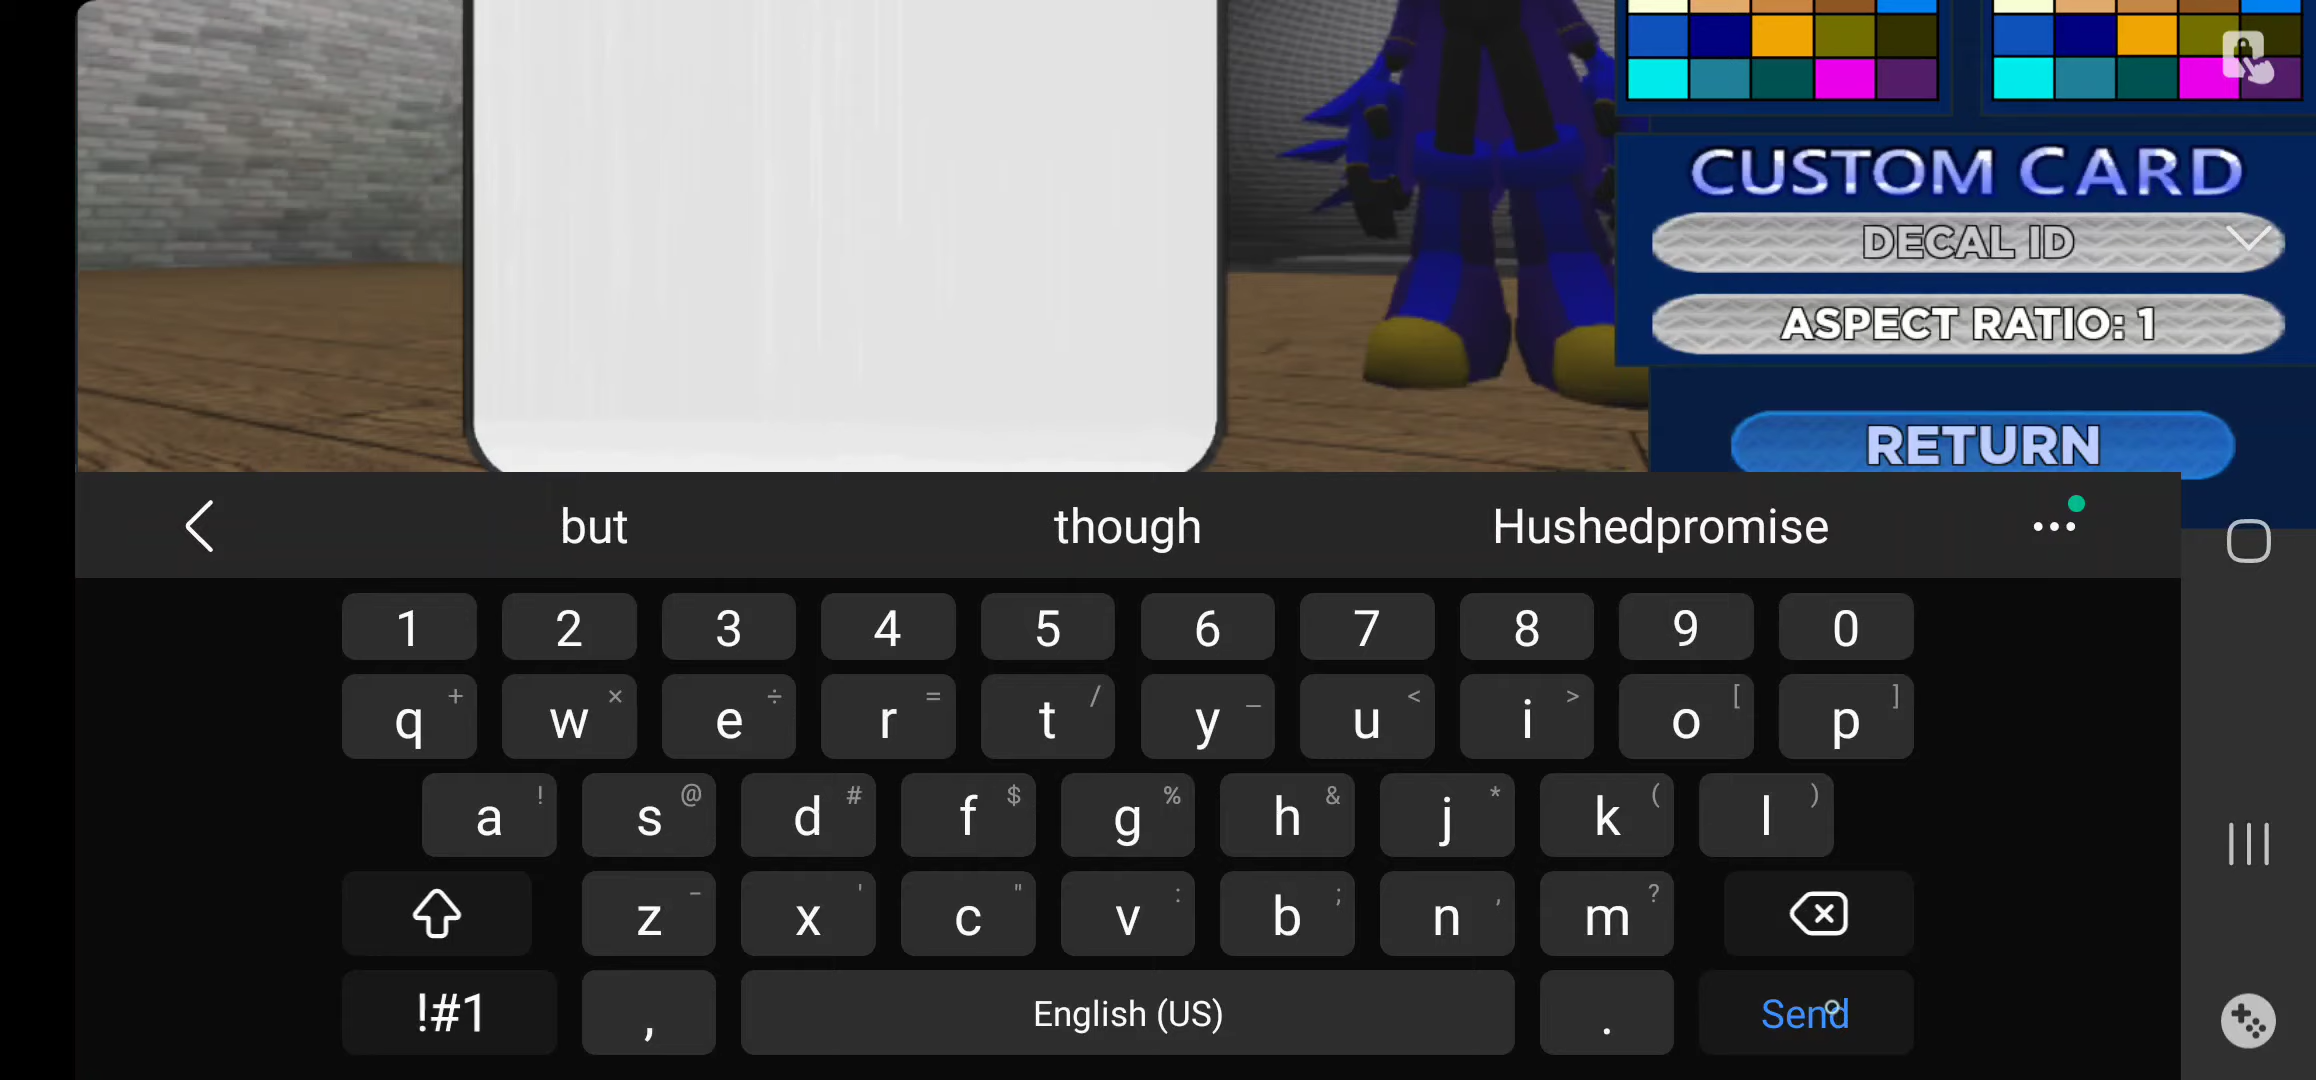 CUSTOM CARD
DECAL ID
ASPECT RATIO: 1
RETURN
but though Hushedpromise
1 2 3 4 5 6 7 8 9 0
q + w × e ÷ r = t / y _ u < i > o [ p ]
a ! s @ d # f $ g % h & j * k ( l )
z - x ' c " v : b ; n , m ?
!#1 , English (US) . Send